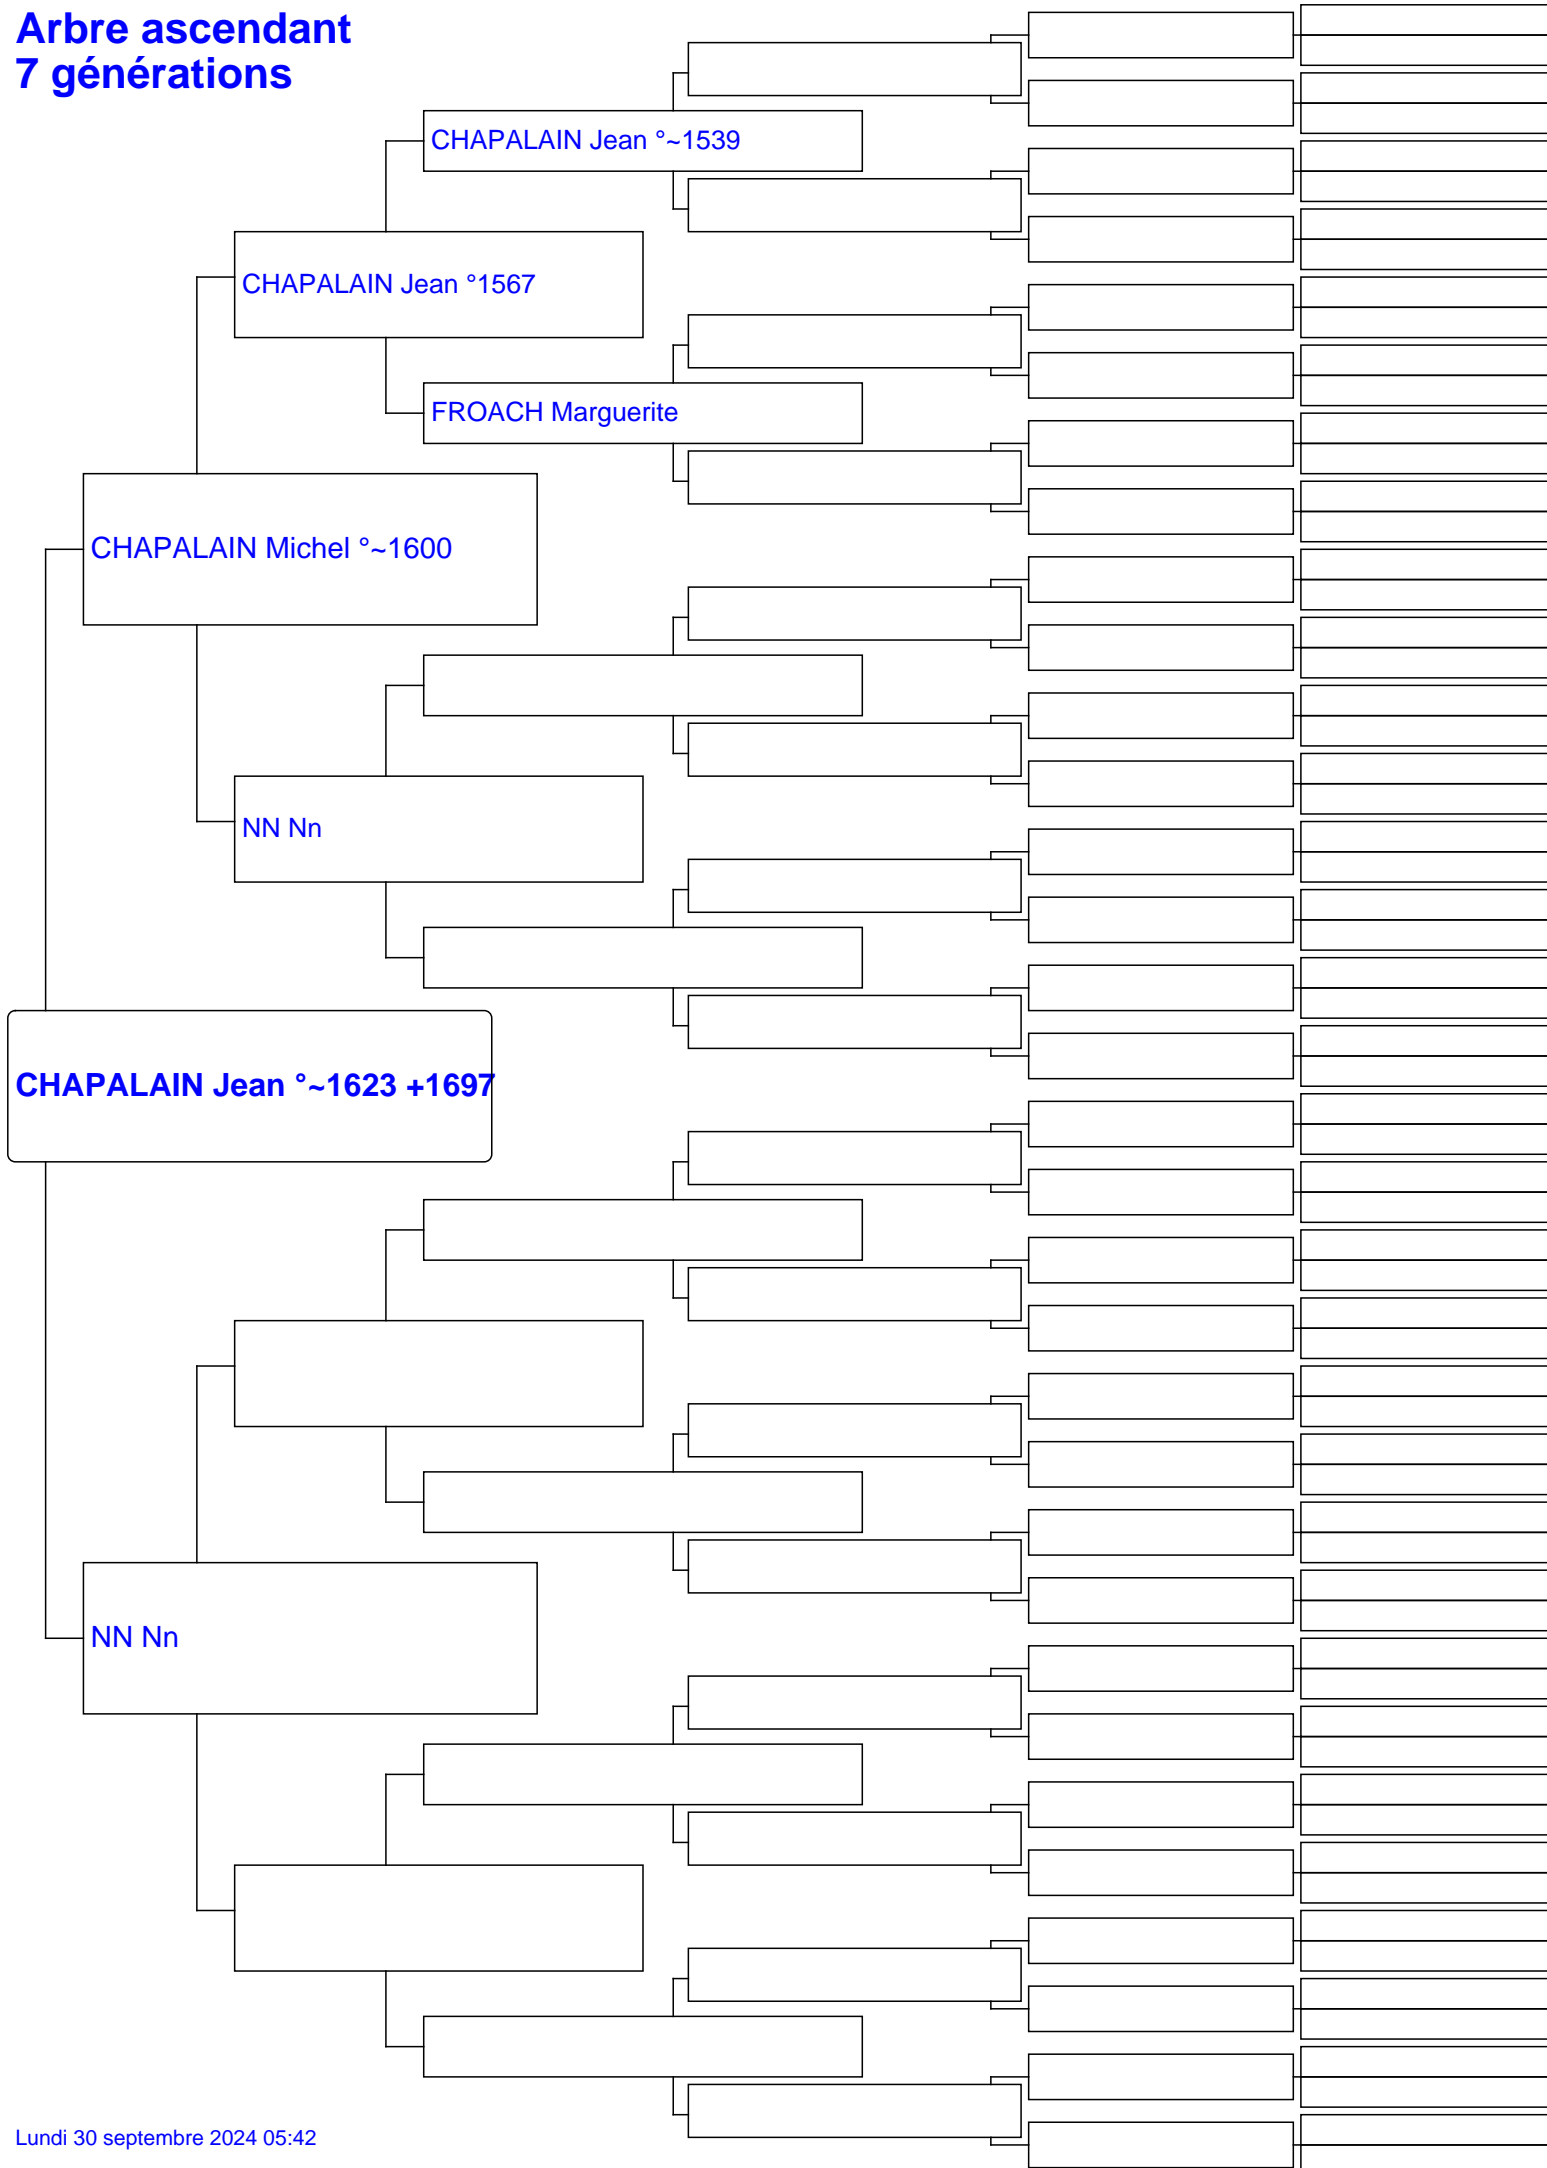 Arbre ascendant
7 générations
CHAPALAIN Jean °~1539
CHAPALAIN Jean °1567
FROACH Marguerite
CHAPALAIN Michel °~1600
NN Nn
CHAPALAIN Jean °~1623 +1697
NN Nn
Lundi 30 septembre 2024 05:42